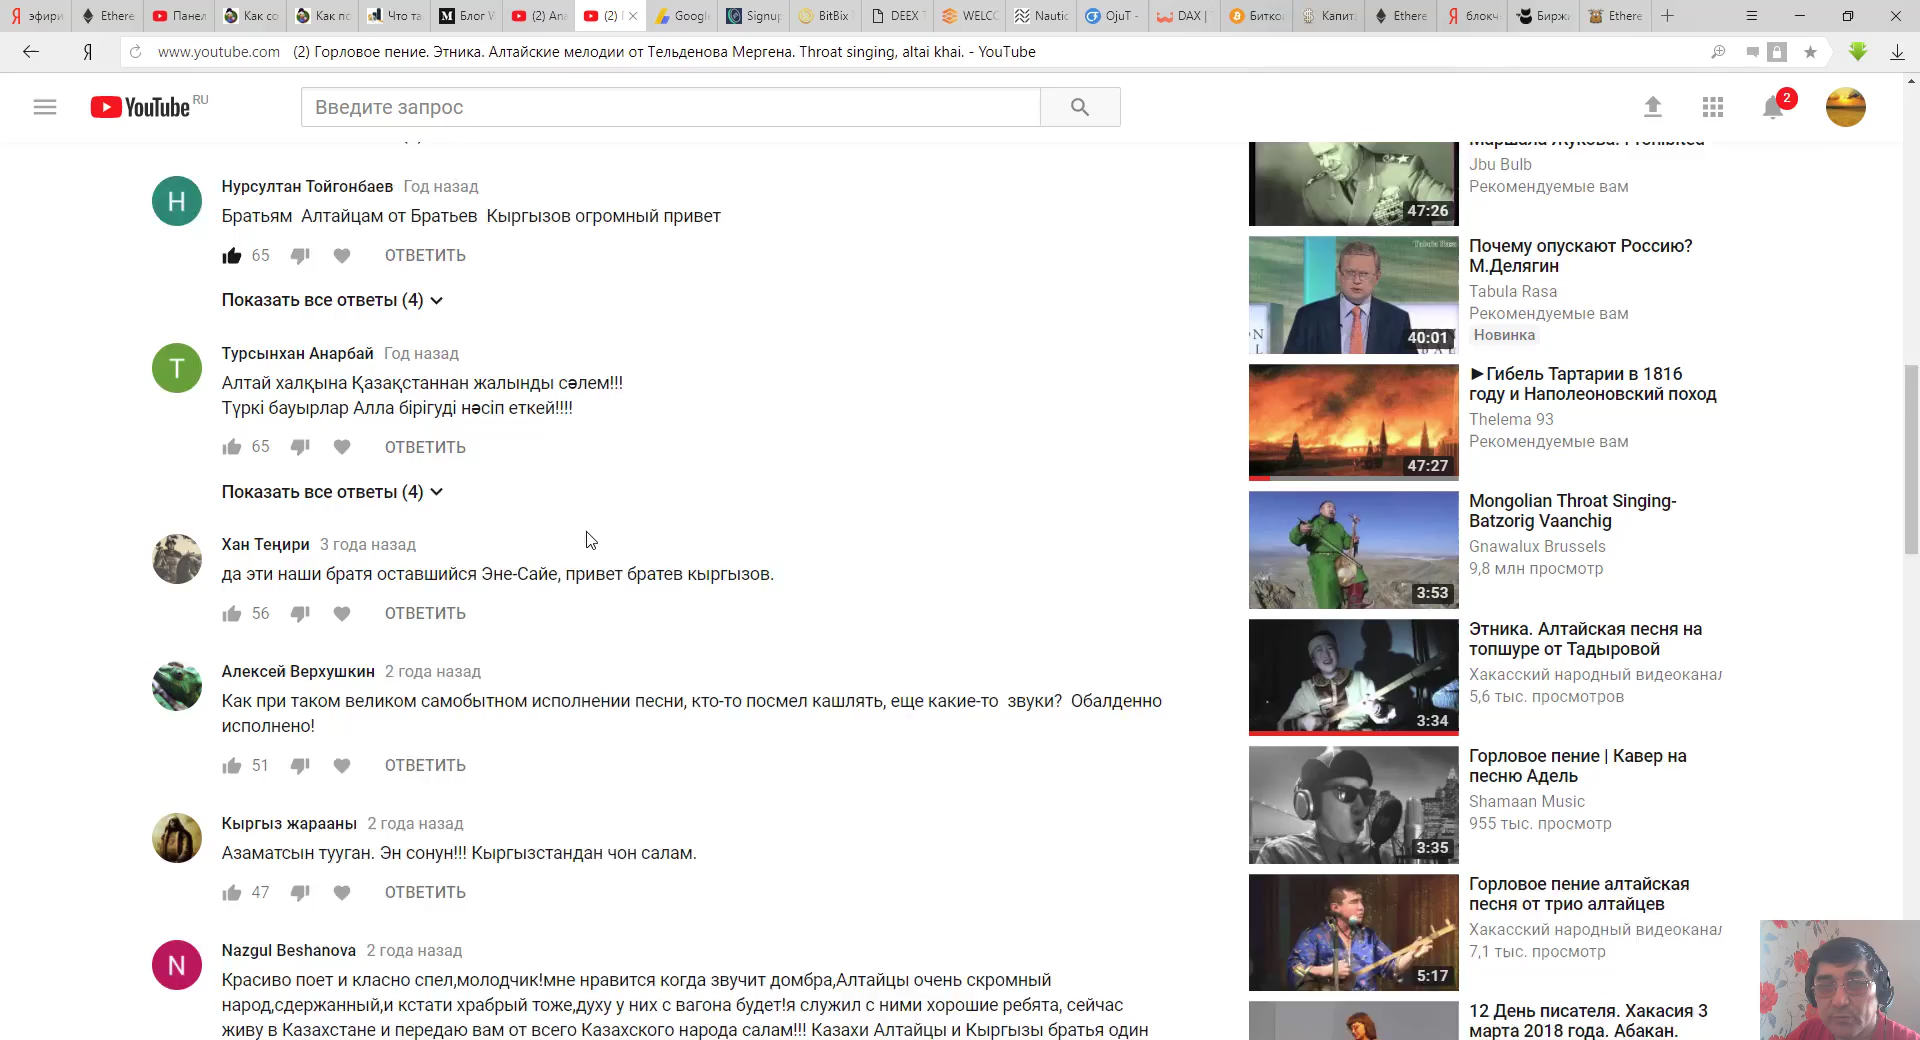 эфири
Ethere
Панел
Как со
Как по
Что та
Блог W
(2) Ana
(2) Г
Googl
Signup
BitBix
DEEX T
WELCO
Nautic
OjuT -
DAX | T
Битко
Капит
Ethere
блокч
Бирж
Ethere
www.youtube.com (2) Горловое пение. Этника. Алтайские мелодии от Тельденова Мергена. Throat singing, altai khai. - YouTube
YouTube RU
Введите запрос
2
Нурсултан Тойгонбаев Год назад
Братьям Алтайцам от Братьев Кыргызов огромный привет
65 ОТВЕТИТЬ
Показать все ответы (4)
Турсынхан Анарбай Год назад
Алтай халқына Қазақстаннан жалынды сәлем!!!
Түркі бауырлар Алла бірігуді нәсіп еткей!!!!
65 ОТВЕТИТЬ
Показать все ответы (4)
Хан Теңири 3 года назад
да эти наши братя оставшийся Эне-Сайе, привет братев кыргызов.
56 ОТВЕТИТЬ
Алексей Верхушкин 2 года назад
Как при таком великом самобытном исполнении песни, кто-то посмел кашлять, еще какие-то звуки? Обалденно
исполнено!
51 ОТВЕТИТЬ
Кыргыз жарааны 2 года назад
Азаматсын тууган. Эн сонун!!! Кыргызстандан чон салам.
47 ОТВЕТИТЬ
Nazgul Beshanova 2 года назад
Красиво поет и класно спел,молодчик!мне нравится когда звучит домбра,Алтайцы очень скромный
народ,сдержанный,и кстати храбрый тоже,духу у них с вагона будет!я служил с ними хорошие ребята, сейчас
живу в Казахстане и передаю вам от всего Казахского народа салам!!! Казахи Алтайцы и Кыргызы братья один
Маршала Жукова. Prohibited
Jbu Bulb
Рекомендуемые вам
47:26
Почему опускают Россию?
М.Делягин
Tabula Rasa
Рекомендуемые вам
Новинка
Tabula Rasa
40:01
►Гибель Тартарии в 1816
году и Наполеоновский поход
Thelema 93
Рекомендуемые вам
47:27
Mongolian Throat Singing-
Batzorig Vaanchig
Gnawalux Brussels
9,8 млн просмотр
3:53
Этника. Алтайская песня на
топшуре от Тадыровой
Хакасский народный видеоканал
5,6 тыс. просмотров
3:34
Горловое пение | Кавер на
песню Адель
Shamaan Music
955 тыс. просмотр
3:35
Горловое пение алтайская
песня от трио алтайцев
Хакасский народный видеоканал
7,1 тыс. просмотр
5:17
12 День писателя. Хакасия 3
марта 2018 года. Абакан.